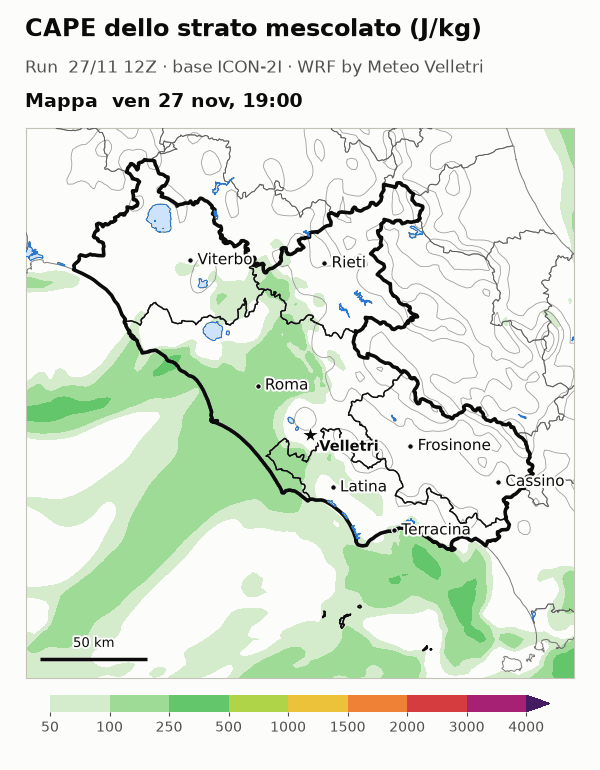 CAPE dello strato mescolato (J/kg)
Run  27/11 12Z · base ICON-2I · WRF by Meteo Velletri
Mappa  ven 27 nov, 19:00
Viterbo
Rieti
Roma
Velletri
Frosinone
Cassino
Latina
Terracina
50 km
50 100 250 500 1000 1500 2000 3000 4000